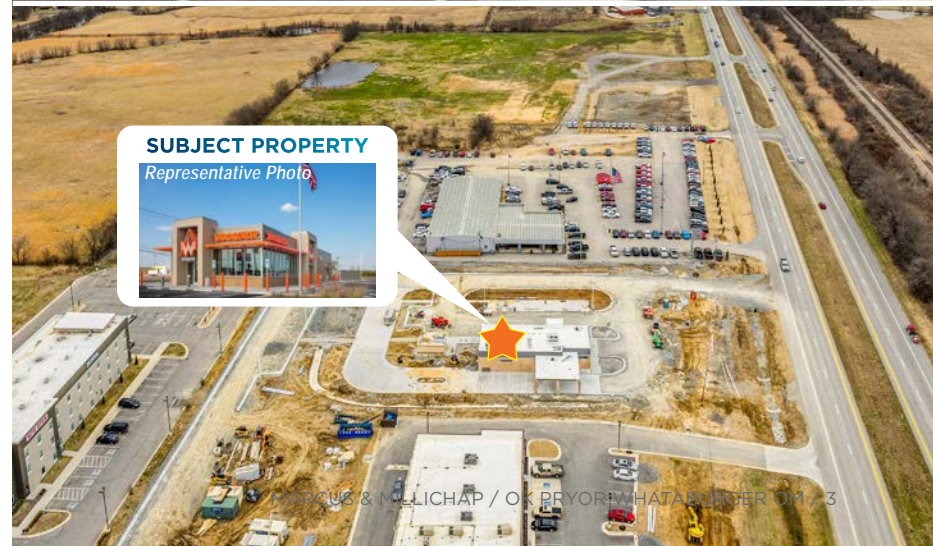 SUBJECT PROPERTY
Representative Photo
MARCUS & MILLICHAP / OK PRYOR WHATABURGER OM / 3